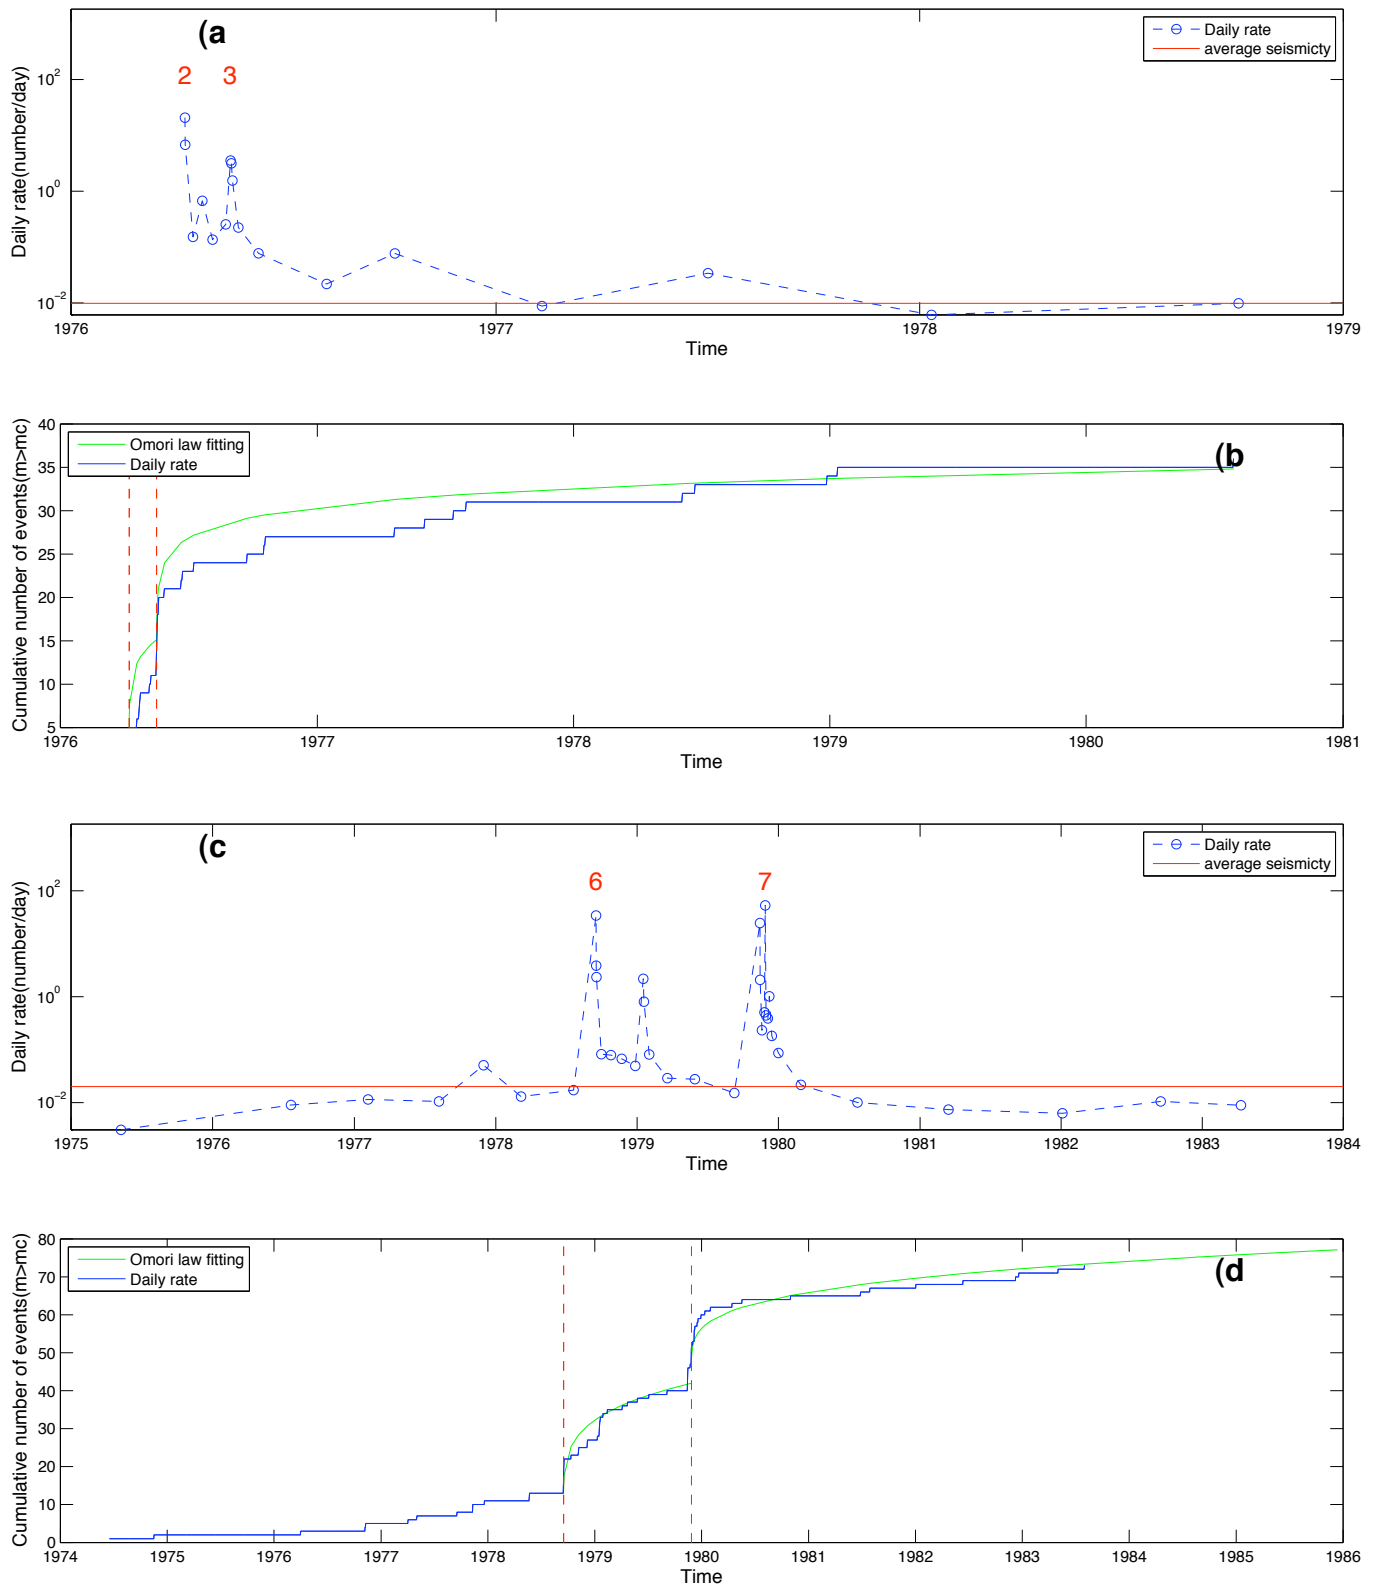 (a
2 3
Daily rate
average seismicty
Daily rate(number/day)
10^2
10^0
10^−2
1976 1977 1978 1979
Time
Omori law fitting
Daily rate
(b
Cumulative number of events(m>mc)
40
35
30
25
20
15
10
5
1976 1977 1978 1979 1980 1981
Time
(c
6 7
Daily rate
average seismicty
Daily rate(number/day)
10^2
10^0
10^−2
1975 1976 1977 1978 1979 1980 1981 1982 1983 1984
Time
Omori law fitting
Daily rate
(d
Cumulative number of events(m>mc)
80
70
60
50
40
30
20
10
0
1974 1975 1976 1977 1978 1979 1980 1981 1982 1983 1984 1985 1986
Time